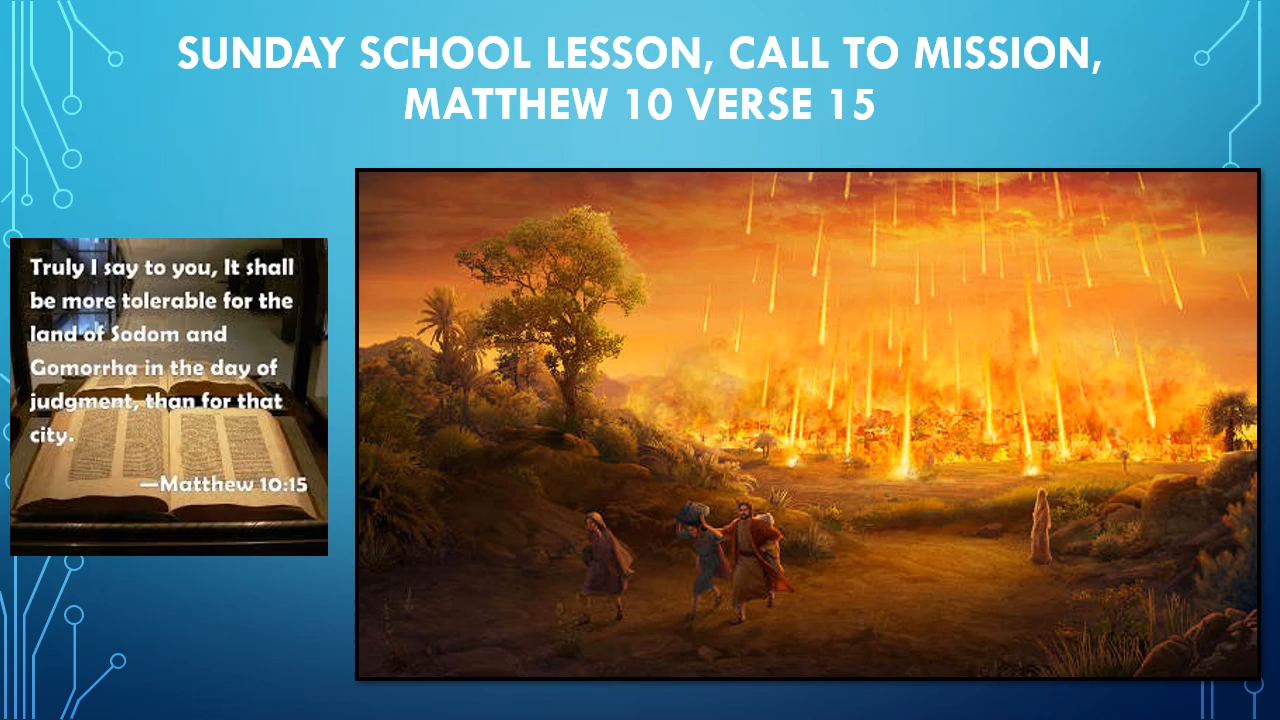 SUNDAY SCHOOL LESSON, CALL TO MISSION,
MATTHEW 10 VERSE 15
Truly I say to you, It shall
be more tolerable for the
land of Sodom and
Gomorrha in the day of
judgment, than for that
city.
—Matthew 10:15